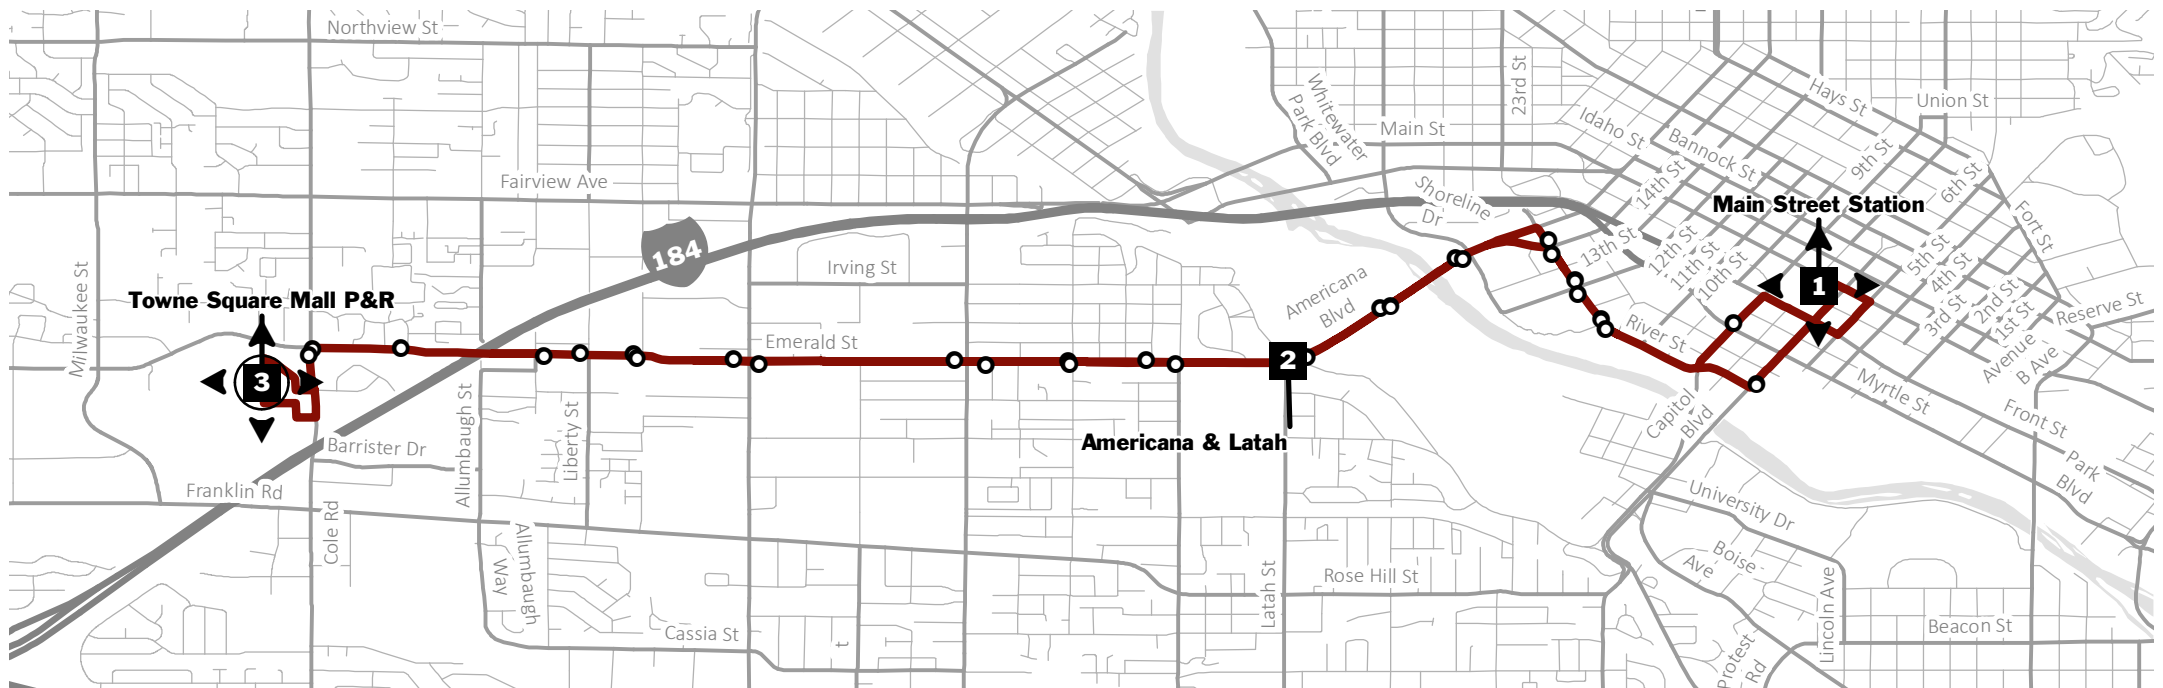 Northview St
Hays St
Union St
Whitewater
Park Blvd
23rd St
Main St
Idaho St
Bannock St
9th St
6th St
14th St
Fairview Ave
Shoreline
Dr
Main Street Station
Fort St
184
13th St
12th St
11th St
10th St
5th St
4th St
3rd St
2nd St
1st St
Avenue
B Ave
Reserve St
Irving St
Milwaukee St
Towne Square Mall P&R
Americana
Blvd
1
River St
Emerald St
2
3
Myrtle St
Front St
Park
Blvd
Capitol
Blvd
Americana & Latah
Barrister Dr
Allumbaugh St
Liberty St
Franklin Rd
Cole Rd
Allumbaugh
Way
University Dr
Boise
Ave
Rose Hill St
Latah St
Lincoln Ave
Cassia St
t
Beacon St
Protest
Rd